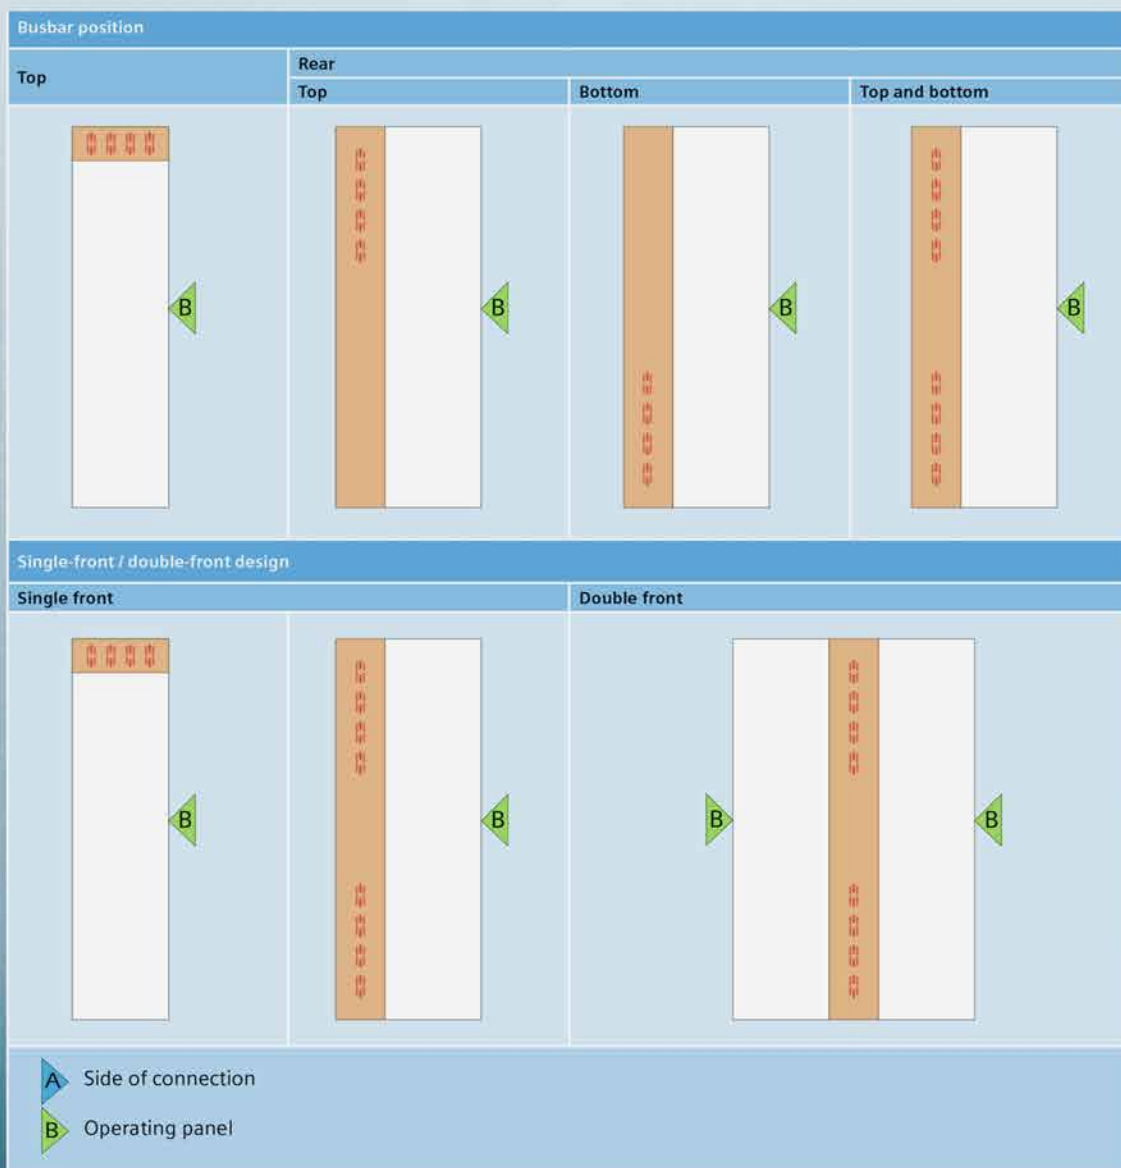 Busbar position
Top
Rear
Top
Bottom
Top and bottom
B
B
B
B
Single-front / double-front design
Single front
Double front
B
B
B
B
A Side of connection
B Operating panel